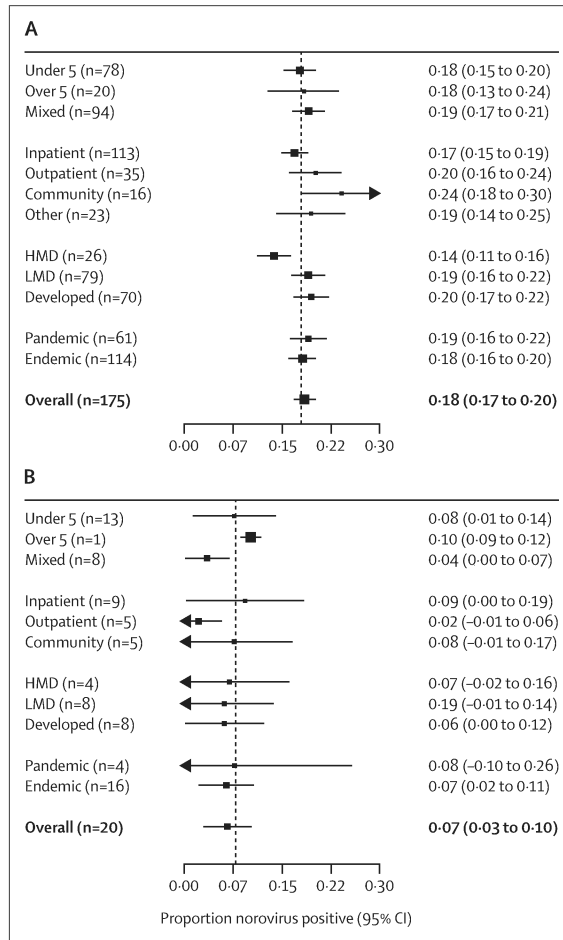 A
Under 5 (n=78) 0·18 (0·15 to 0·20)
Over 5 (n=20) 0·18 (0·13 to 0·24)
Mixed (n=94) 0·19 (0·17 to 0·21)
Inpatient (n=113) 0·17 (0·15 to 0·19)
Outpatient (n=35) 0·20 (0·16 to 0·24)
Community (n=16) 0·24 (0·18 to 0·30)
Other (n=23) 0·19 (0·14 to 0·25)
HMD (n=26) 0·14 (0·11 to 0·16)
LMD (n=79) 0·19 (0·16 to 0·22)
Developed (n=70) 0·20 (0·17 to 0·22)
Pandemic (n=61) 0·19 (0·16 to 0·22)
Endemic (n=114) 0·18 (0·16 to 0·20)
Overall (n=175) 0·18 (0·17 to 0·20)
0·00 0·07 0·15 0·22 0·30
B
Under 5 (n=13) 0·08 (0·01 to 0·14)
Over 5 (n=1) 0·10 (0·09 to 0·12)
Mixed (n=8) 0·04 (0·00 to 0·07)
Inpatient (n=9) 0·09 (0·00 to 0·19)
Outpatient (n=5) 0·02 (–0·01 to 0·06)
Community (n=5) 0·08 (–0·01 to 0·17)
HMD (n=4) 0·07 (–0·02 to 0·16)
LMD (n=8) 0·19 (–0·01 to 0·14)
Developed (n=8) 0·06 (0·00 to 0·12)
Pandemic (n=4) 0·08 (–0·10 to 0·26)
Endemic (n=16) 0·07 (0·02 to 0·11)
Overall (n=20) 0·07 (0·03 to 0·10)
0·00 0·07 0·15 0·22 0·30
Proportion norovirus positive (95% CI)